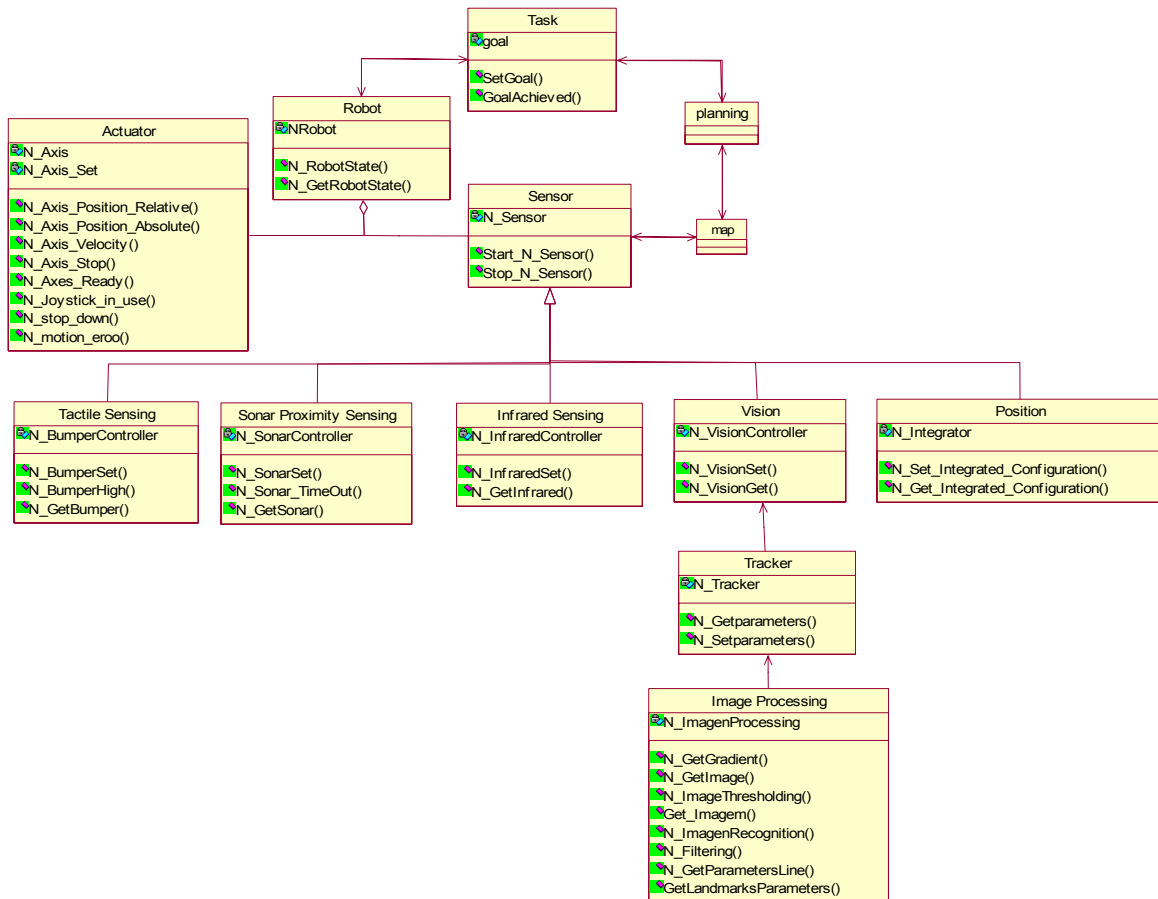 Task
goal
SetGoal()
GoalAchieved()
Robot
NRobot
N_RobotState()
N_GetRobotState()
planning
Actuator
N_Axis
N_Axis_Set
N_Axis_Position_Relative()
N_Axis_Position_Absolute()
N_Axis_Velocity()
N_Axis_Stop()
N_Axes_Ready()
N_Joystick_in_use()
N_stop_down()
N_motion_eroo()
Sensor
N_Sensor
Start_N_Sensor()
Stop_N_Sensor()
map
Tactile Sensing
N_BumperController
N_BumperSet()
N_BumperHigh()
N_GetBumper()
Sonar Proximity Sensing
N_SonarController
N_SonarSet()
N_Sonar_TimeOut()
N_GetSonar()
Infrared Sensing
N_InfraredController
N_InfraredSet()
N_GetInfrared()
Vision
N_VisionController
N_VisionSet()
N_VisionGet()
Position
N_Integrator
N_Set_Integrated_Configuration()
N_Get_Integrated_Configuration()
Tracker
N_Tracker
N_Getparameters()
N_Setparameters()
Image Processing
N_ImagenProcessing
N_GetGradient()
N_GetImage()
N_ImageThresholding()
Get_Imagem()
N_ImagenRecognition()
N_Filtering()
N_GetParametersLine()
GetLandmarksParameters()